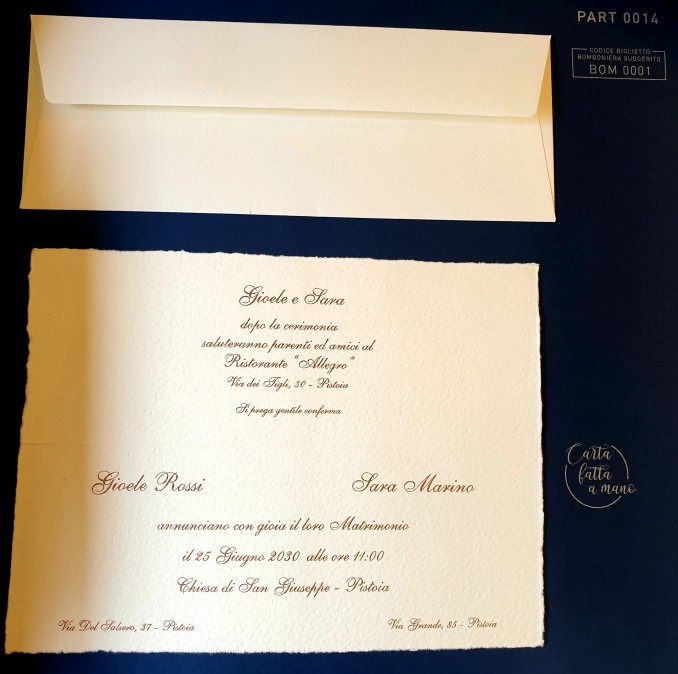 PART 0014
CODICE BIGLIETTO
BOMBONIERA SUGGERITO
BOM 0001
Gioele e Sara
dopo la cerimonia
saluteranno parenti ed amici al
Ristorante "Allegro"
Via dei Tigli, 30 - Pistoia
Si prega gentile conferma
Gioele Rossi Sara Marino
annunciano con gioia il loro Matrimonio
il 25 Giugno 2030 alle ore 11:00
Chiesa di San Giuseppe - Pistoia
Via Del Salsero, 37 - Pistoia Via Grande, 85 - Pistoia
Carta
fatta
a mano